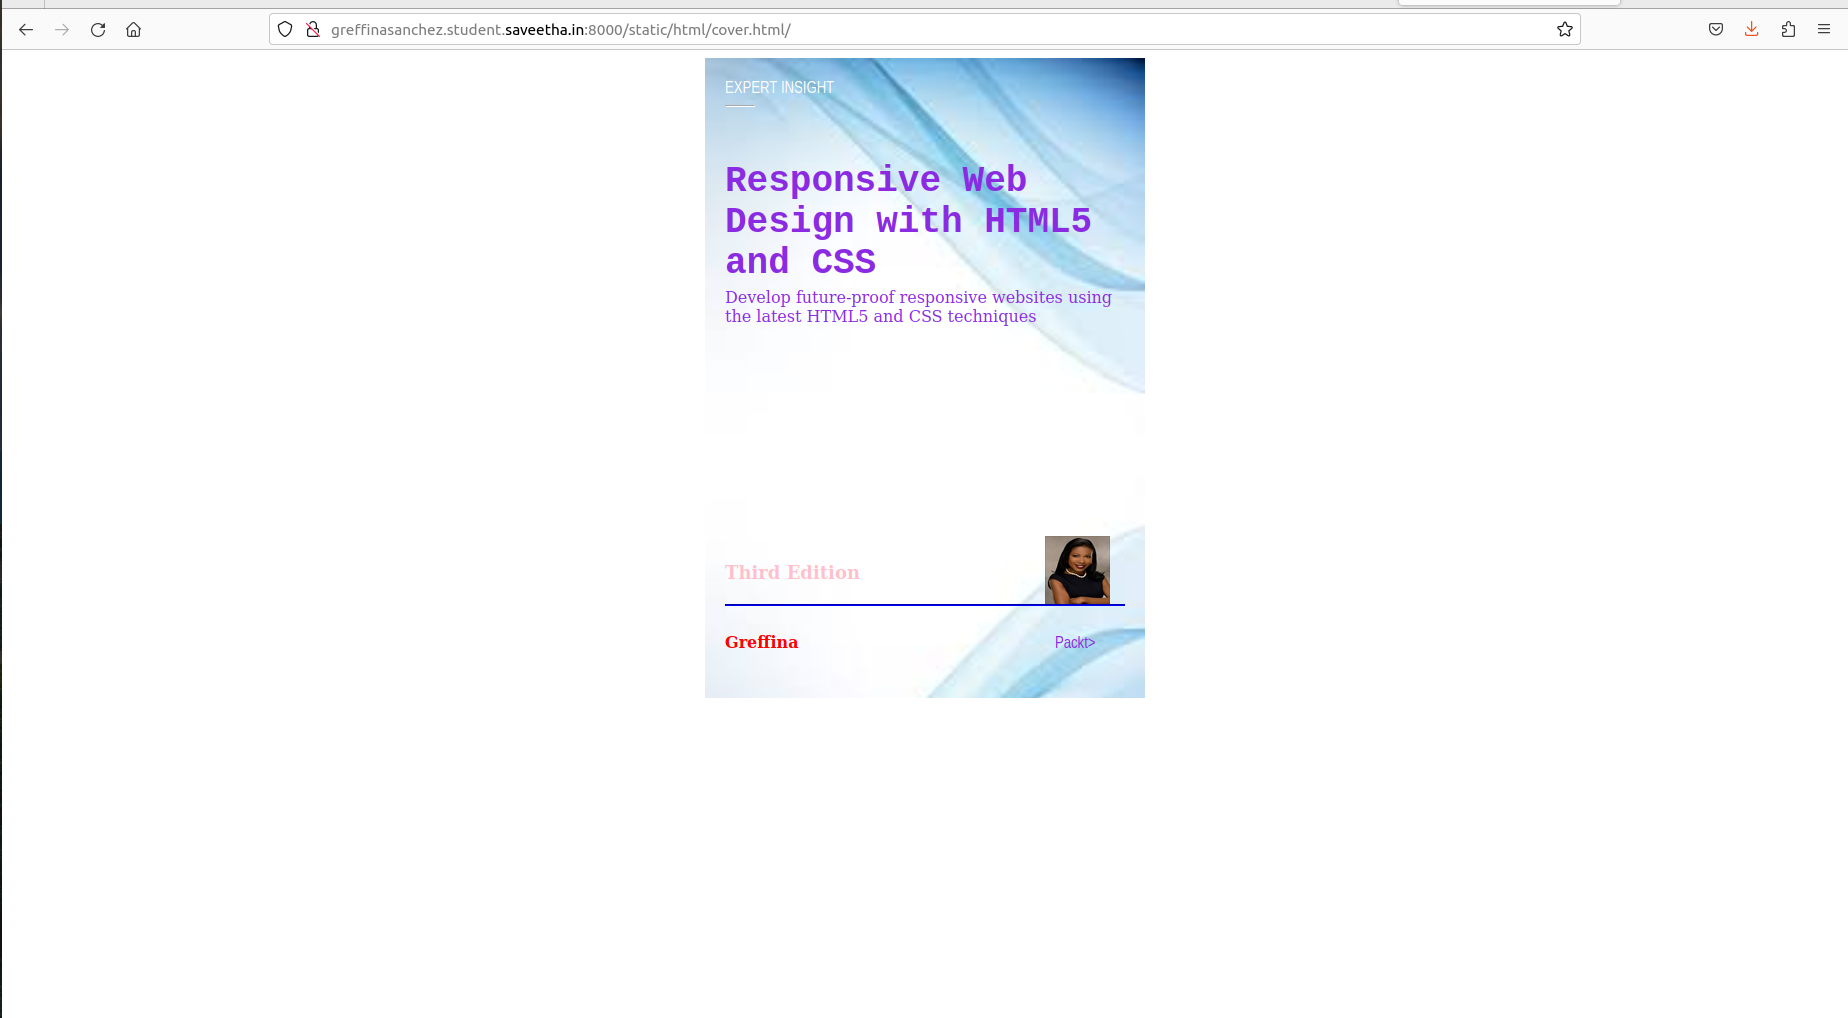 greffinasanchez.student.saveetha.in:8000/static/html/cover.html/
EXPERT INSIGHT
Responsive Web
Design with HTML5
and CSS
Develop future-proof responsive websites using
the latest HTML5 and CSS techniques
Third Edition
Greffina
Packt>